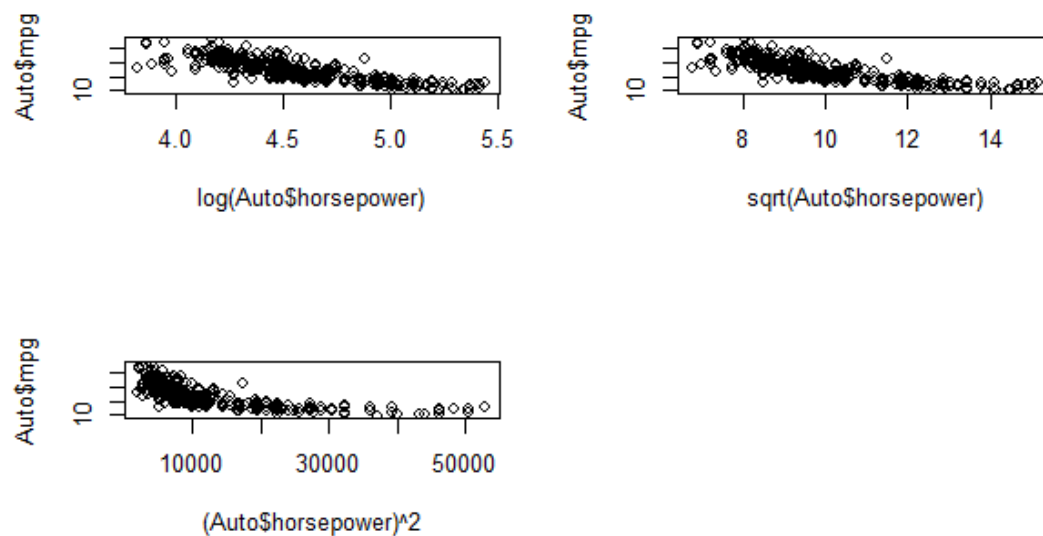 Auto$mpg
10
4.0 4.5 5.0 5.5
log(Auto$horsepower)
Auto$mpg
10
8 10 12 14
sqrt(Auto$horsepower)
Auto$mpg
10
10000 30000 50000
(Auto$horsepower)^2